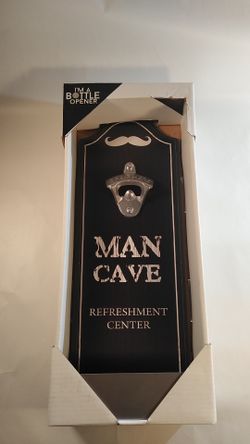 I'M A
BOTTLE
OPENER
MAN
CAVE
REFRESHMENT
CENTER